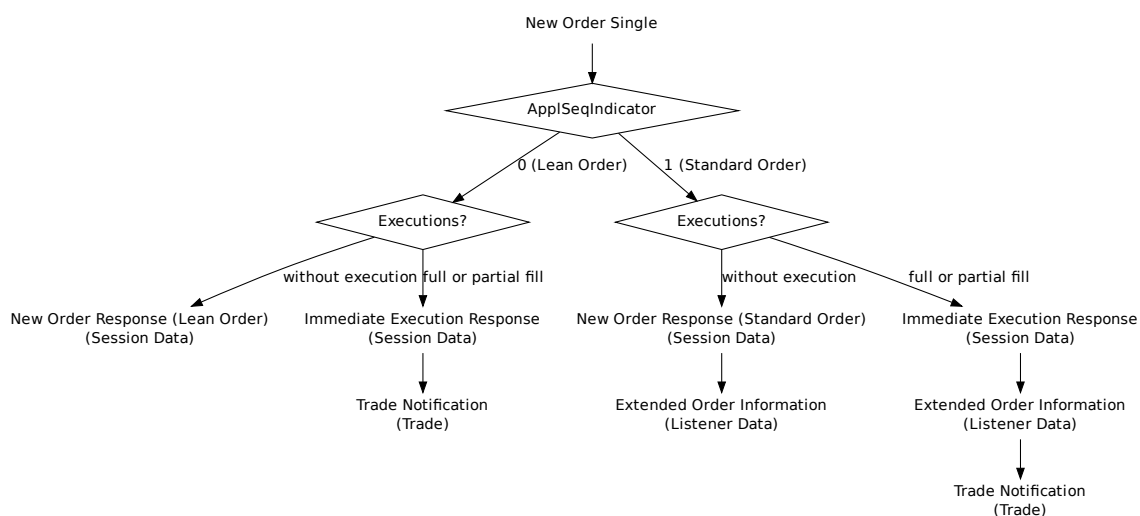 New Order Single
ApplSeqIndicator
0 (Lean Order)
1 (Standard Order)
Executions?
Executions?
without execution
full or partial fill
without execution
full or partial fill
New Order Response (Lean Order)
(Session Data)
Immediate Execution Response
(Session Data)
New Order Response (Standard Order)
(Session Data)
Immediate Execution Response
(Session Data)
Trade Notification
(Trade)
Extended Order Information
(Listener Data)
Extended Order Information
(Listener Data)
Trade Notification
(Trade)